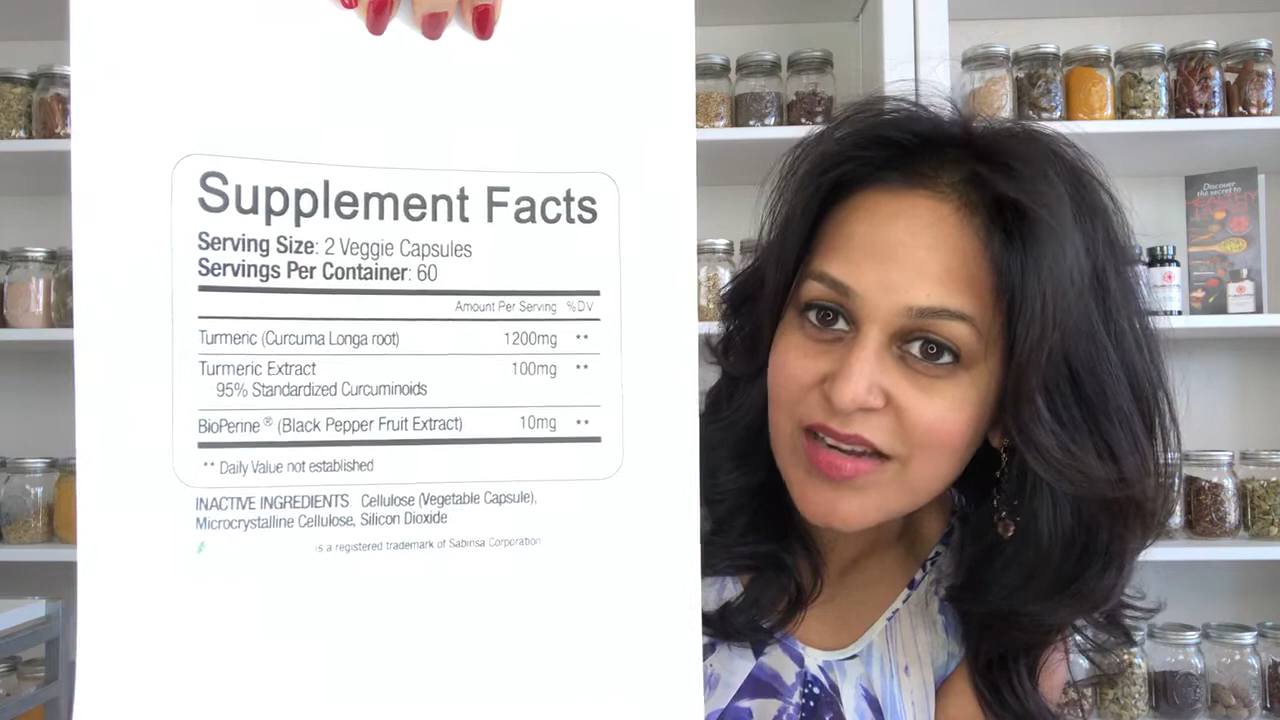 Supplement Facts
Serving Size: 2 Veggie Capsules
Servings Per Container: 60
Amount Per Serving %DV
Turmeric (Curcuma Longa root) 1200mg **
Turmeric Extract 100mg **
95% Standardized Curcuminoids
BioPerine® (Black Pepper Fruit Extract) 10mg **
** Daily Value not established
INACTIVE INGREDIENTS Cellulose (Vegetable Capsule),
Microcrystalline Cellulose, Silicon Dioxide
is a registered trademark of Sabinsa Corporation
Discover
the secret to
HEALTHY